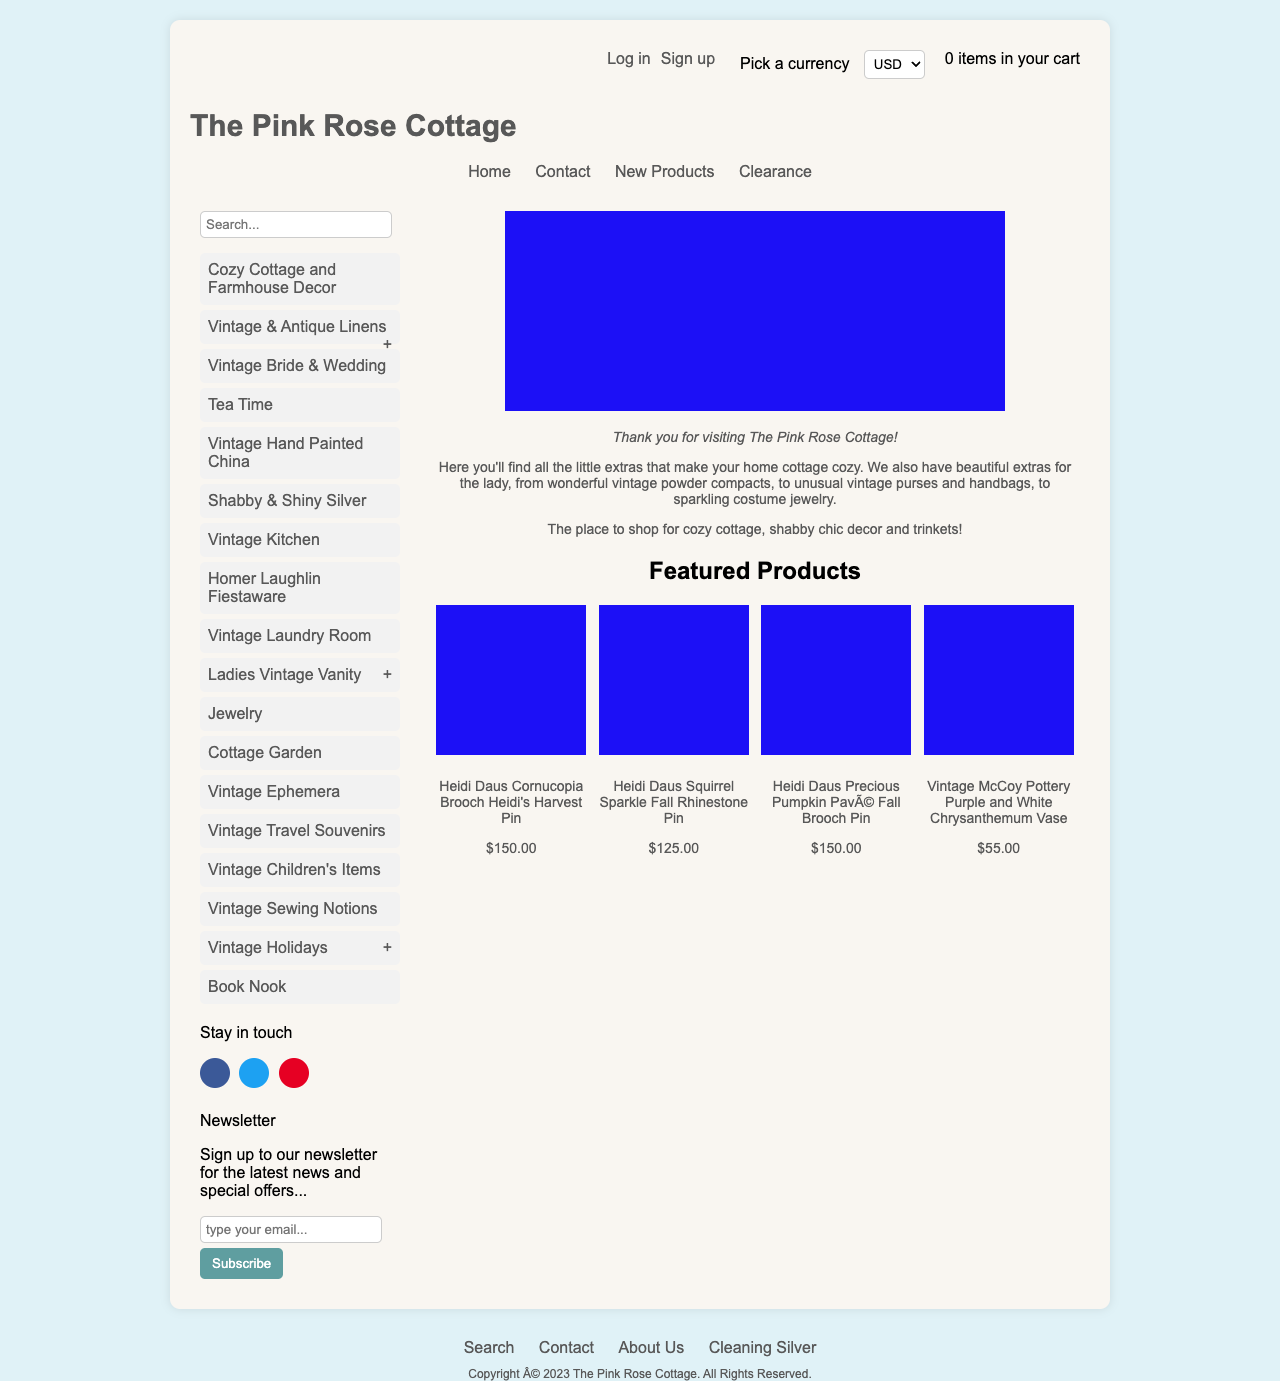 Log in Sign up Pick a currency USD 0 items in your cart
The Pink Rose Cottage
Home Contact New Products Clearance
Search...
Cozy Cottage and
Farmhouse Decor
Vintage & Antique Linens
+
Vintage Bride & Wedding
Tea Time
Vintage Hand Painted
China
Shabby & Shiny Silver
Vintage Kitchen
Homer Laughlin
Fiestaware
Vintage Laundry Room
Ladies Vintage Vanity +
Jewelry
Cottage Garden
Vintage Ephemera
Vintage Travel Souvenirs
Vintage Children's Items
Vintage Sewing Notions
Vintage Holidays +
Book Nook
Stay in touch
Newsletter
Sign up to our newsletter
for the latest news and
special offers...
type your email...
Subscribe
Thank you for visiting The Pink Rose Cottage!
Here you'll find all the little extras that make your home cottage cozy. We also have beautiful extras for
the lady, from wonderful vintage powder compacts, to unusual vintage purses and handbags, to
sparkling costume jewelry.
The place to shop for cozy cottage, shabby chic decor and trinkets!
Featured Products
Heidi Daus Cornucopia
Brooch Heidi's Harvest
Pin
$150.00
Heidi Daus Squirrel
Sparkle Fall Rhinestone
Pin
$125.00
Heidi Daus Precious
Pumpkin PavÃ© Fall
Brooch Pin
$150.00
Vintage McCoy Pottery
Purple and White
Chrysanthemum Vase
$55.00
Search Contact About Us Cleaning Silver
Copyright Â© 2023 The Pink Rose Cottage. All Rights Reserved.